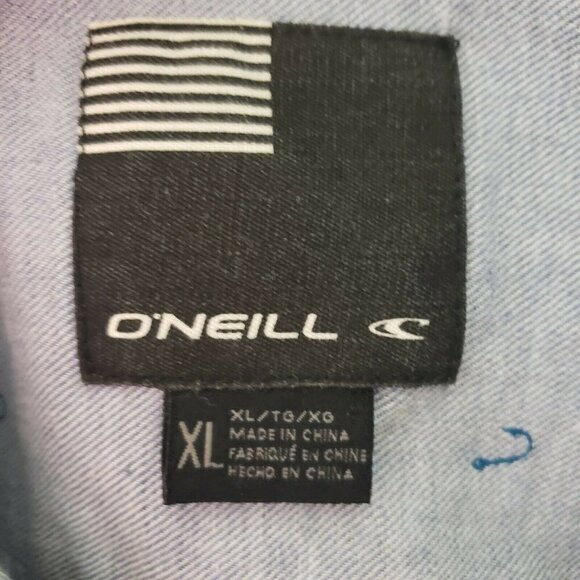 O'NEILL
XL
XL/TG/XG
MADE IN CHINA
FABRIQUÉ EN CHINE
HECHO EN CHINA